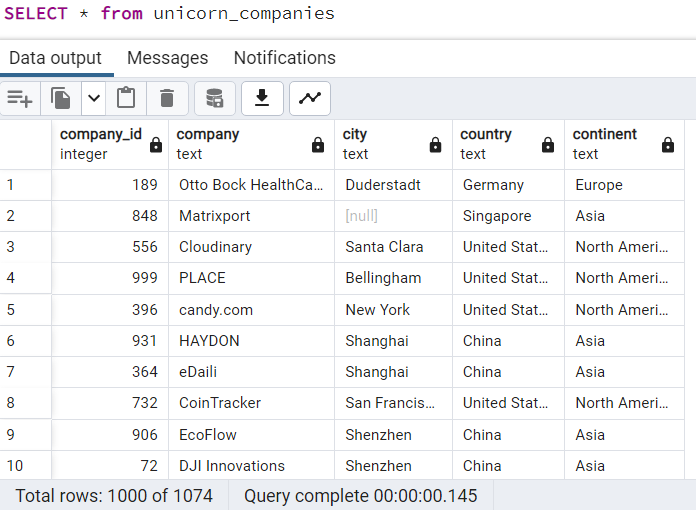 SELECT * from unicorn_companies
Data output Messages Notifications
company_id company city country continent
integer text text text text
1 189 Otto Bock HealthCa... Duderstadt Germany Europe
2 848 Matrixport [null] Singapore Asia
3 556 Cloudinary Santa Clara United Stat... North Ameri...
4 999 PLACE Bellingham United Stat... North Ameri...
5 396 candy.com New York United Stat... North Ameri...
6 931 HAYDON Shanghai China Asia
7 364 eDaili Shanghai China Asia
8 732 CoinTracker San Francis... United Stat... North Ameri...
9 906 EcoFlow Shenzhen China Asia
10 72 DJI Innovations Shenzhen China Asia
Total rows: 1000 of 1074 Query complete 00:00:00.145